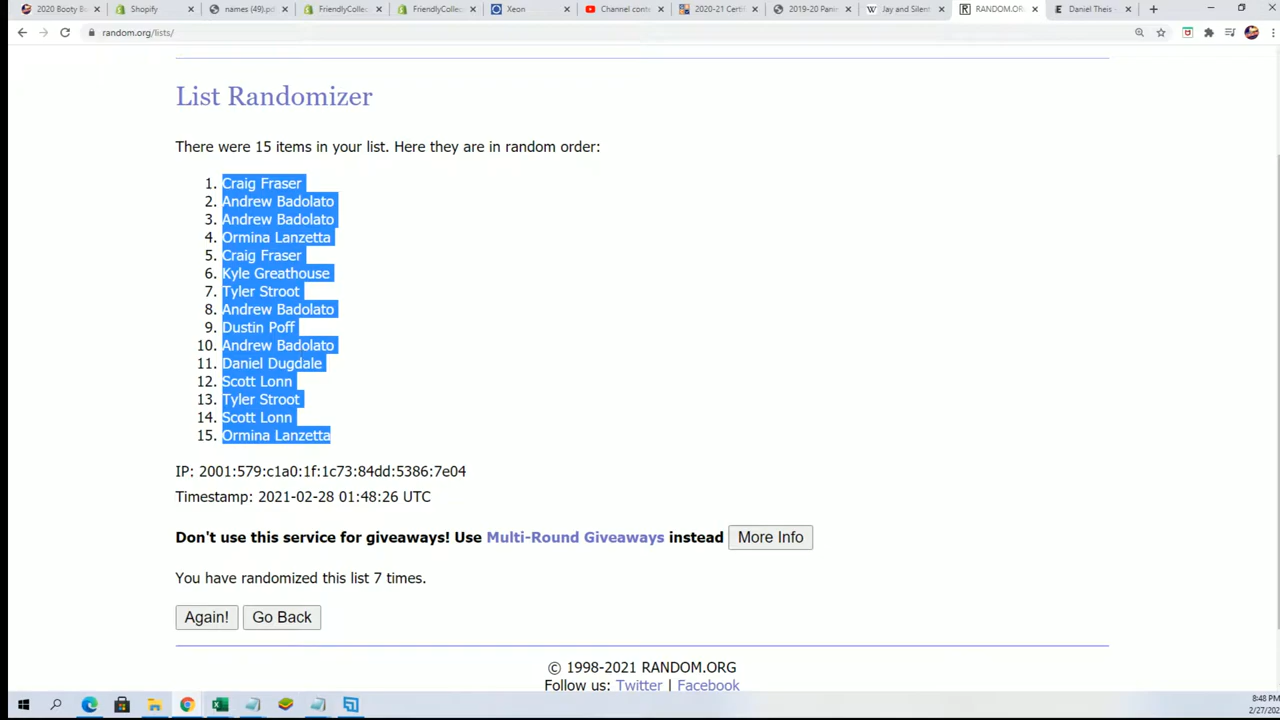 2020 Booty B
Shopify
names (49).pd
FriendlyCollec
FriendlyCollec
Xeon
Channel cont
2020-21 Certi
2019-20 Panin
Jay and Silent
RANDOM.OR
Daniel Theis
random.org/lists/
List Randomizer
There were 15 items in your list. Here they are in random order:
1. Craig Fraser
2. Andrew Badolato
3. Andrew Badolato
4. Ormina Lanzetta
5. Craig Fraser
6. Kyle Greathouse
7. Tyler Stroot
8. Andrew Badolato
9. Dustin Poff
10. Andrew Badolato
11. Daniel Dugdale
12. Scott Lonn
13. Tyler Stroot
14. Scott Lonn
15. Ormina Lanzetta
IP: 2001:579:c1a0:1f:1c73:84dd:5386:7e04
Timestamp: 2021-02-28 01:48:26 UTC
Don't use this service for giveaways! Use Multi-Round Giveaways instead More Info
You have randomized this list 7 times.
Again! Go Back
© 1998-2021 RANDOM.ORG
Follow us: Twitter | Facebook
8:48 PM
2/27/202